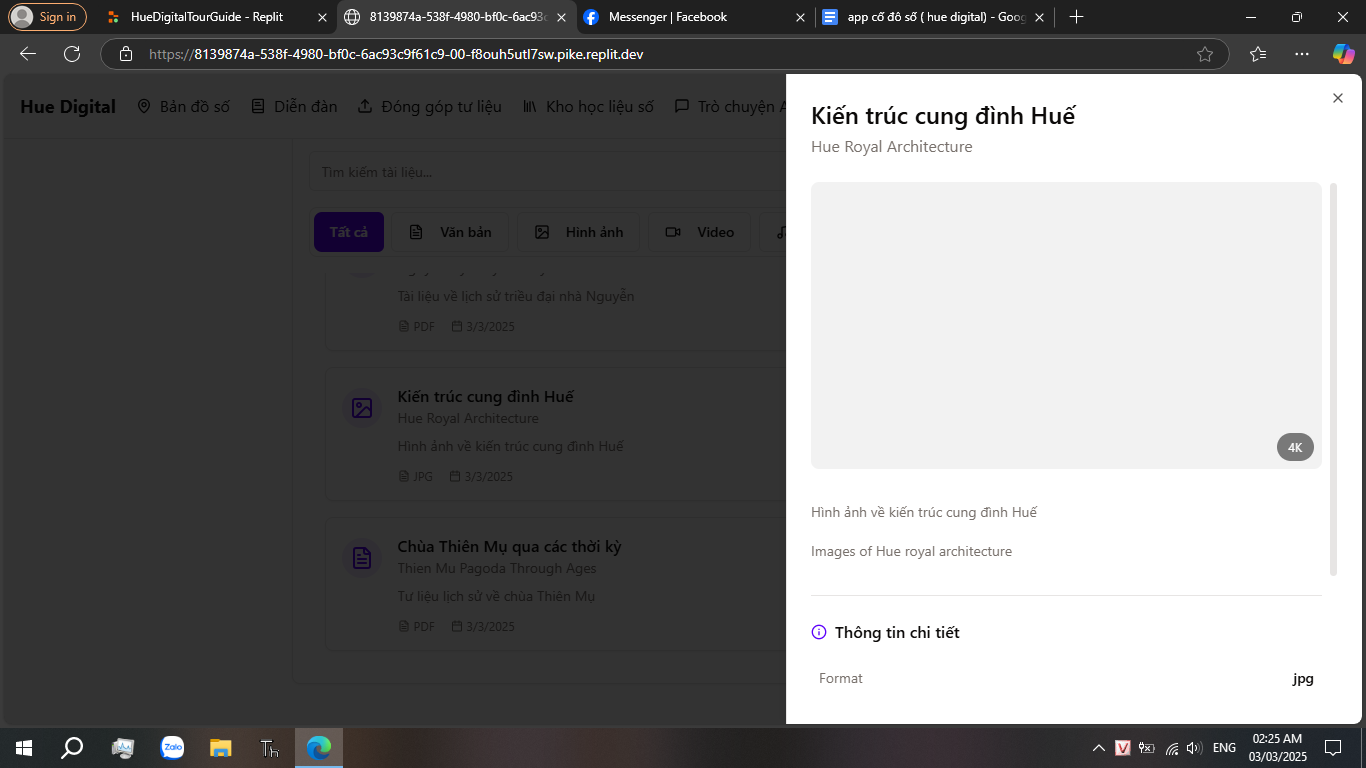 Sign in
HueDigitalTourGuide - Replit
8139874a-538f-4980-bf0c-6ac93c
Messenger | Facebook
app cố đô số ( hue digital) - Goog
https://8139874a-538f-4980-bf0c-6ac93c9f61c9-00-f8ouh5utl7sw.pike.replit.dev
Hue Digital
Bản đồ số
Diễn đàn
Đóng góp tư liệu
Kho học liệu số
Trò chuyện A
Tìm kiếm tài liệu...
Tất cả
Văn bản
Hình ảnh
Video
Tài liệu về lịch sử triều đại nhà Nguyễn
PDF
3/3/2025
Kiến trúc cung đình Huế
Hue Royal Architecture
Hình ảnh về kiến trúc cung đình Huế
JPG
3/3/2025
Chùa Thiên Mụ qua các thời kỳ
Thien Mu Pagoda Through Ages
Tư liệu lịch sử về chùa Thiên Mụ
PDF
3/3/2025
Kiến trúc cung đình Huế
Hue Royal Architecture
4K
Hình ảnh về kiến trúc cung đình Huế
Images of Hue royal architecture
Thông tin chi tiết
Format
jpg
Zalo
Th
V
ENG
02:25 AM
03/03/2025